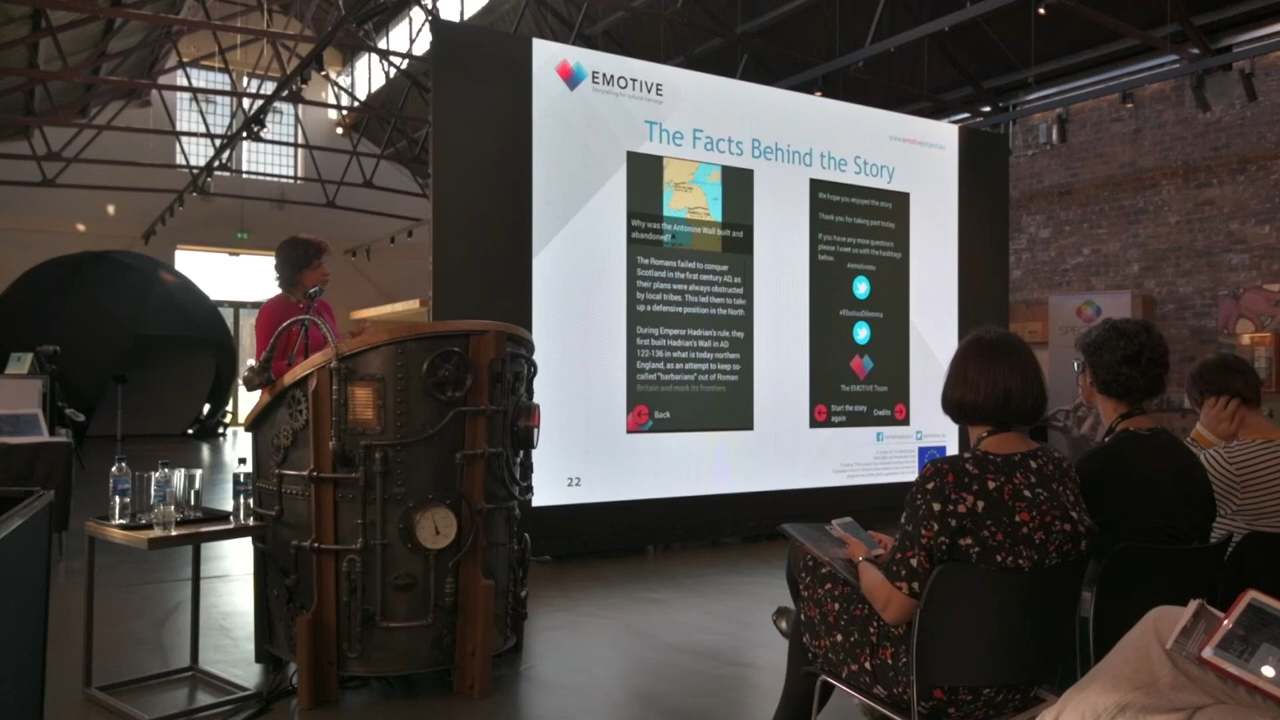 EMOTIVE
Storytelling for cultural heritage
www.emotiveproject.eu
The Facts Behind the Story
Why was the Antonine Wall built and
abandoned?
The Romans failed to conquer
Scotland in the first century AD, as
their plans were always obstructed
by local tribes. This led them to take
up a defensive position in the North.
During Emperor Hadrian's rule, they
first built Hadrian's Wall in AD
122-136 in what is today northern
England, as an attempt to keep so-
called "barbarians" out of Roman
Britain and mark its frontiers.
Back
We hope you enjoyed the story.
Thank you for taking part today.
If you have any more questions,
please Tweet us with the hashtags
below.
#EbutiusDilemma
The EMOTIVE Team
Start the story
again
Credits
22